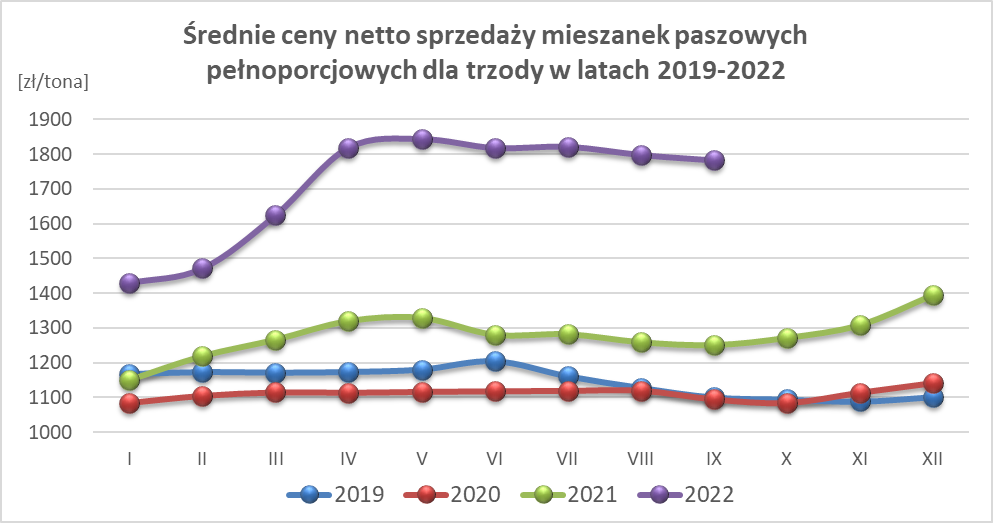 Średnie ceny netto sprzedaży mieszanek paszowych
pełnoporcjowych dla trzody w latach 2019-2022
[zł/tona]
1900
1800
1700
1600
1500
1400
1300
1200
1100
1000
I II III IV V VI VII VIII IX X XI XII
2019 2020 2021 2022